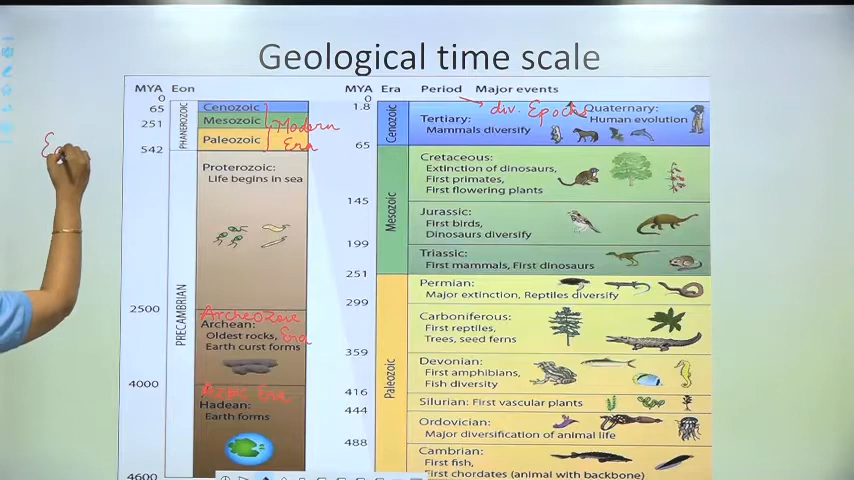 Geological time scale
MYA Eon
0
65
251
542
2500
4000
4600
PHANEROZOIC
PRECAMBRIAN
Cenozoic
Mesozoic
Paleozoic
Modern
Era
Proterozoic:
Life begins in sea
Archeozoic
Era
Archean:
Oldest rocks,
Earth curst forms
Hadean:
Earth forms
MYA Era Period Major events
0
1.8
65
145
199
251
299
359
416
444
488
Cenozoic
Mesozoic
Paleozoic
div. Epochs
Quaternary:
Human evolution
Tertiary:
Mammals diversify
Cretaceous:
Extinction of dinosaurs,
First primates,
First flowering plants
Jurassic:
First birds,
Dinosaurs diversify
Triassic:
First mammals, First dinosaurs
Permian:
Major extinction, Reptiles diversify
Carboniferous:
First reptiles,
Trees, seed ferns
Devonian:
First amphibians,
Fish diversity
Silurian: First vascular plants
Ordovician:
Major diversification of animal life
Cambrian:
First fish,
First chordates (animal with backbone)